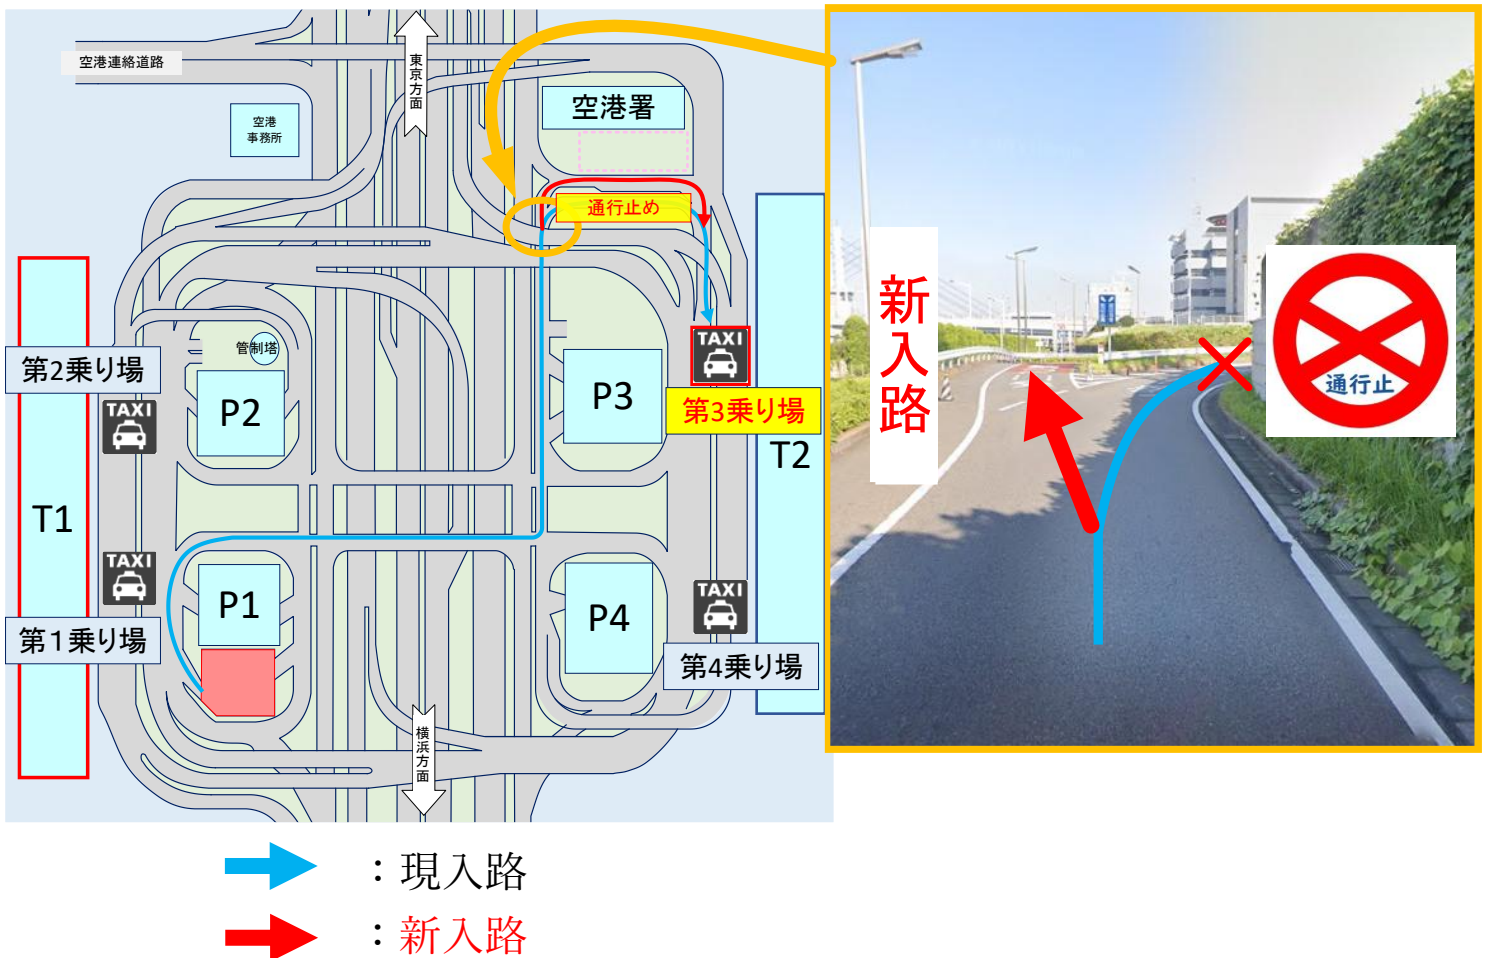 空港連絡道路
東京方面
空港
事務所
空港署
通行止め
管制塔
第2乗り場
TAXI
P2
P3
TAXI
第3乗り場
T2
T1
TAXI
P1
第１乗り場
P4
TAXI
第4乗り場
横浜方面
新入路
通行止
：現入路
：新入路